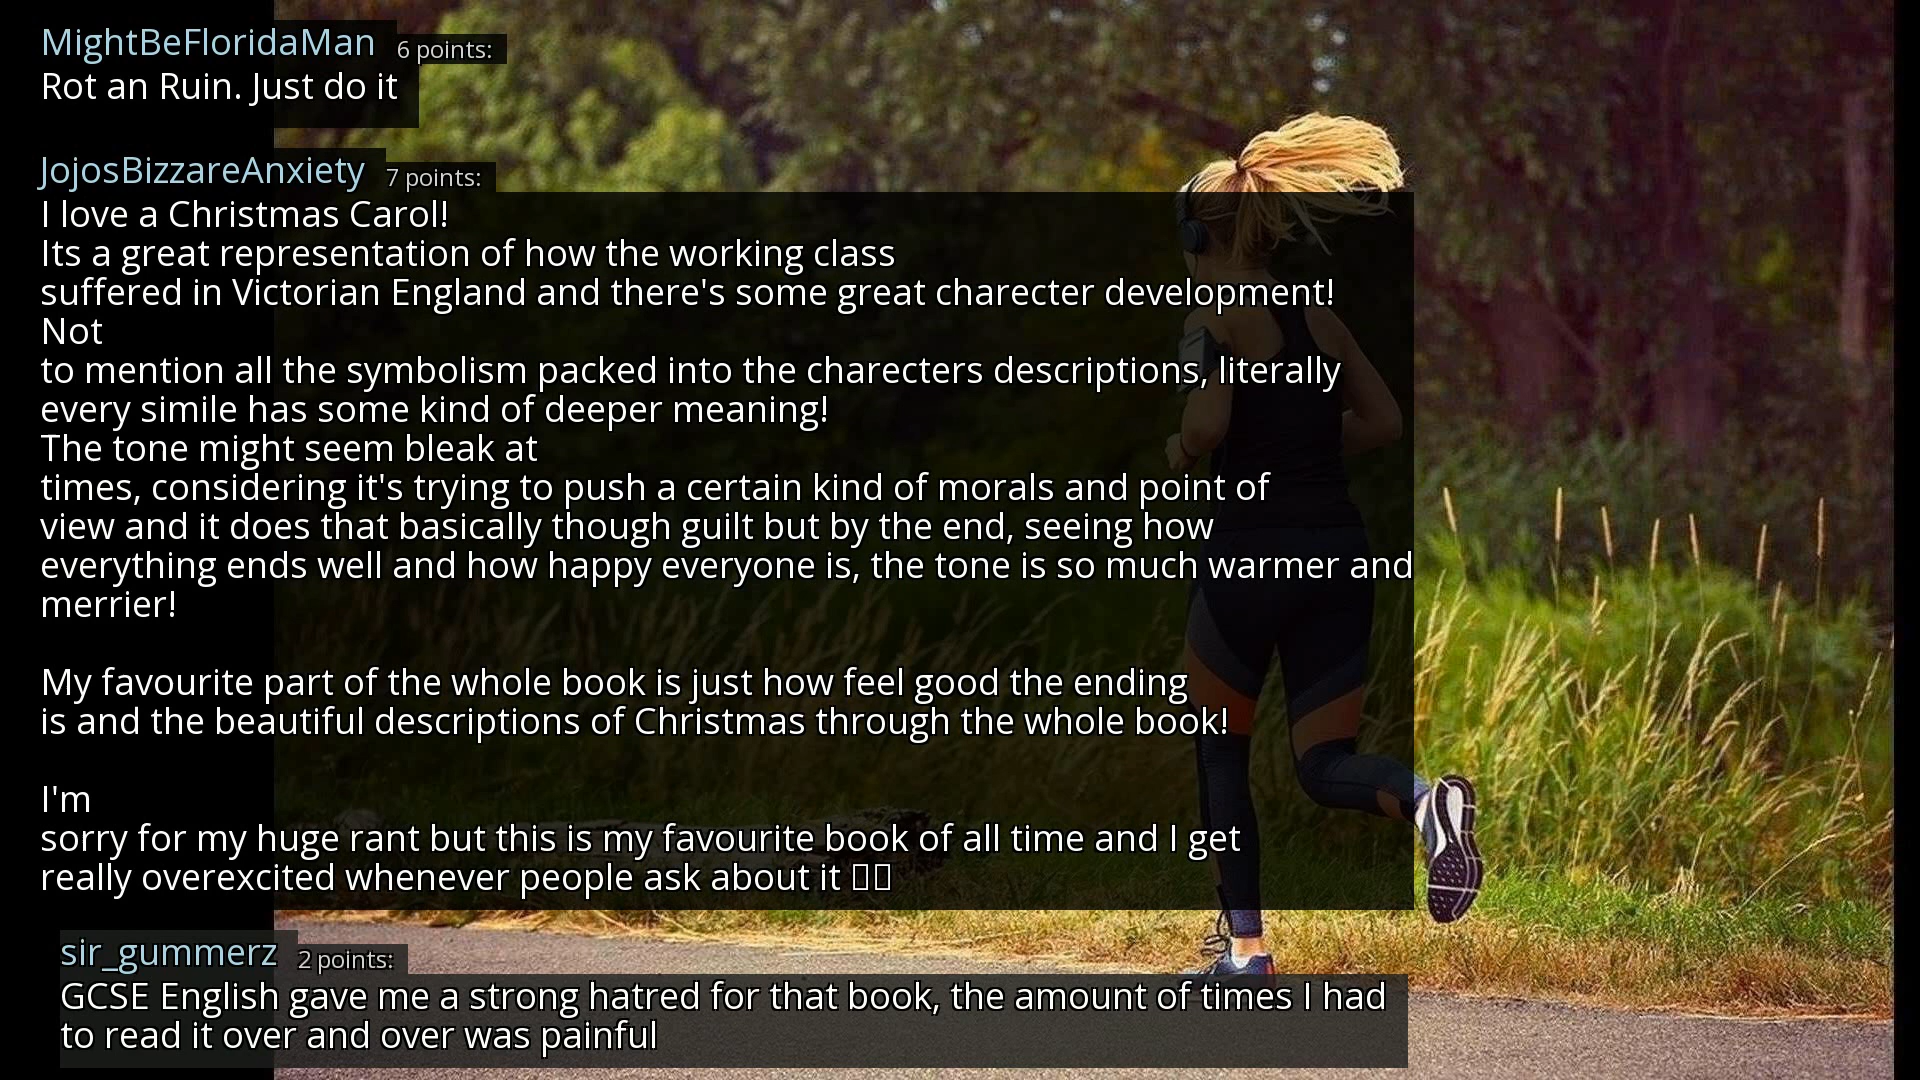 MightBeFloridaMan 6 points:
Rot an Ruin. Just do it
JojosBizzareAnxiety 7 points:
I love a Christmas Carol!
Its a great representation of how the working class
suffered in Victorian England and there's some great charecter development!
Not
to mention all the symbolism packed into the charecters descriptions, literally
every simile has some kind of deeper meaning!
The tone might seem bleak at
times, considering it's trying to push a certain kind of morals and point of
view and it does that basically though guilt but by the end, seeing how
everything ends well and how happy everyone is, the tone is so much warmer and
merrier!
My favourite part of the whole book is just how feel good the ending
is and the beautiful descriptions of Christmas through the whole book!
I'm
sorry for my huge rant but this is my favourite book of all time and I get
really overexcited whenever people ask about it
sir_gummerz 2 points:
GCSE English gave me a strong hatred for that book, the amount of times I had
to read it over and over was painful